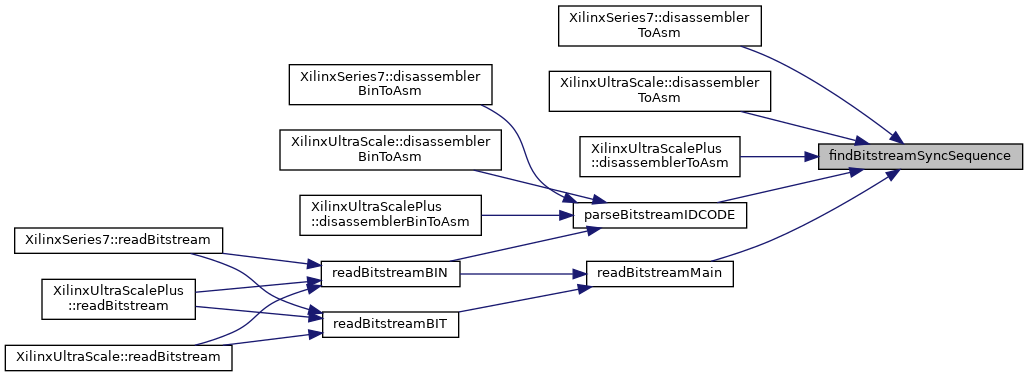 XilinxSeries7::disassembler
ToAsm
XilinxSeries7::disassembler
BinToAsm
XilinxUltraScale::disassembler
ToAsm
XilinxUltraScale::disassembler
BinToAsm
XilinxUltraScalePlus
::disassemblerToAsm
findBitstreamSyncSequence
XilinxUltraScalePlus
::disassemblerBinToAsm
parseBitstreamIDCODE
XilinxSeries7::readBitstream
readBitstreamBIN
readBitstreamMain
XilinxUltraScalePlus
::readBitstream
readBitstreamBIT
XilinxUltraScale::readBitstream